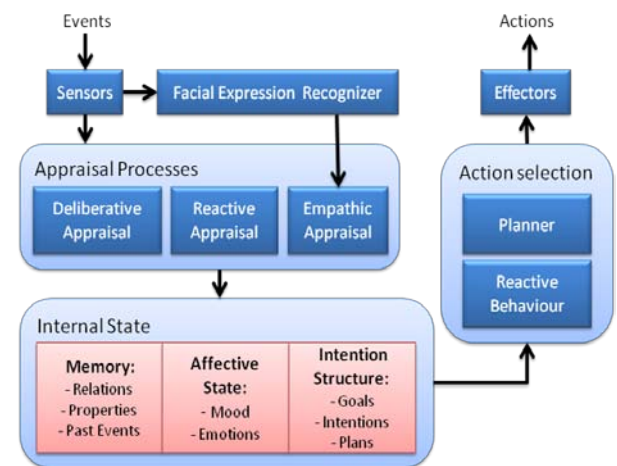 Events
Actions
Sensors
Facial Expression Recognizer
Effectors
Appraisal Processes
Deliberative
Appraisal
Reactive
Appraisal
Empathic
Appraisal
Action selection
Planner
Reactive
Behaviour
Internal State
Memory:
- Relations
- Properties
- Past Events
Affective
State:
- Mood
- Emotions
Intention
Structure:
- Goals
- Intentions
- Plans